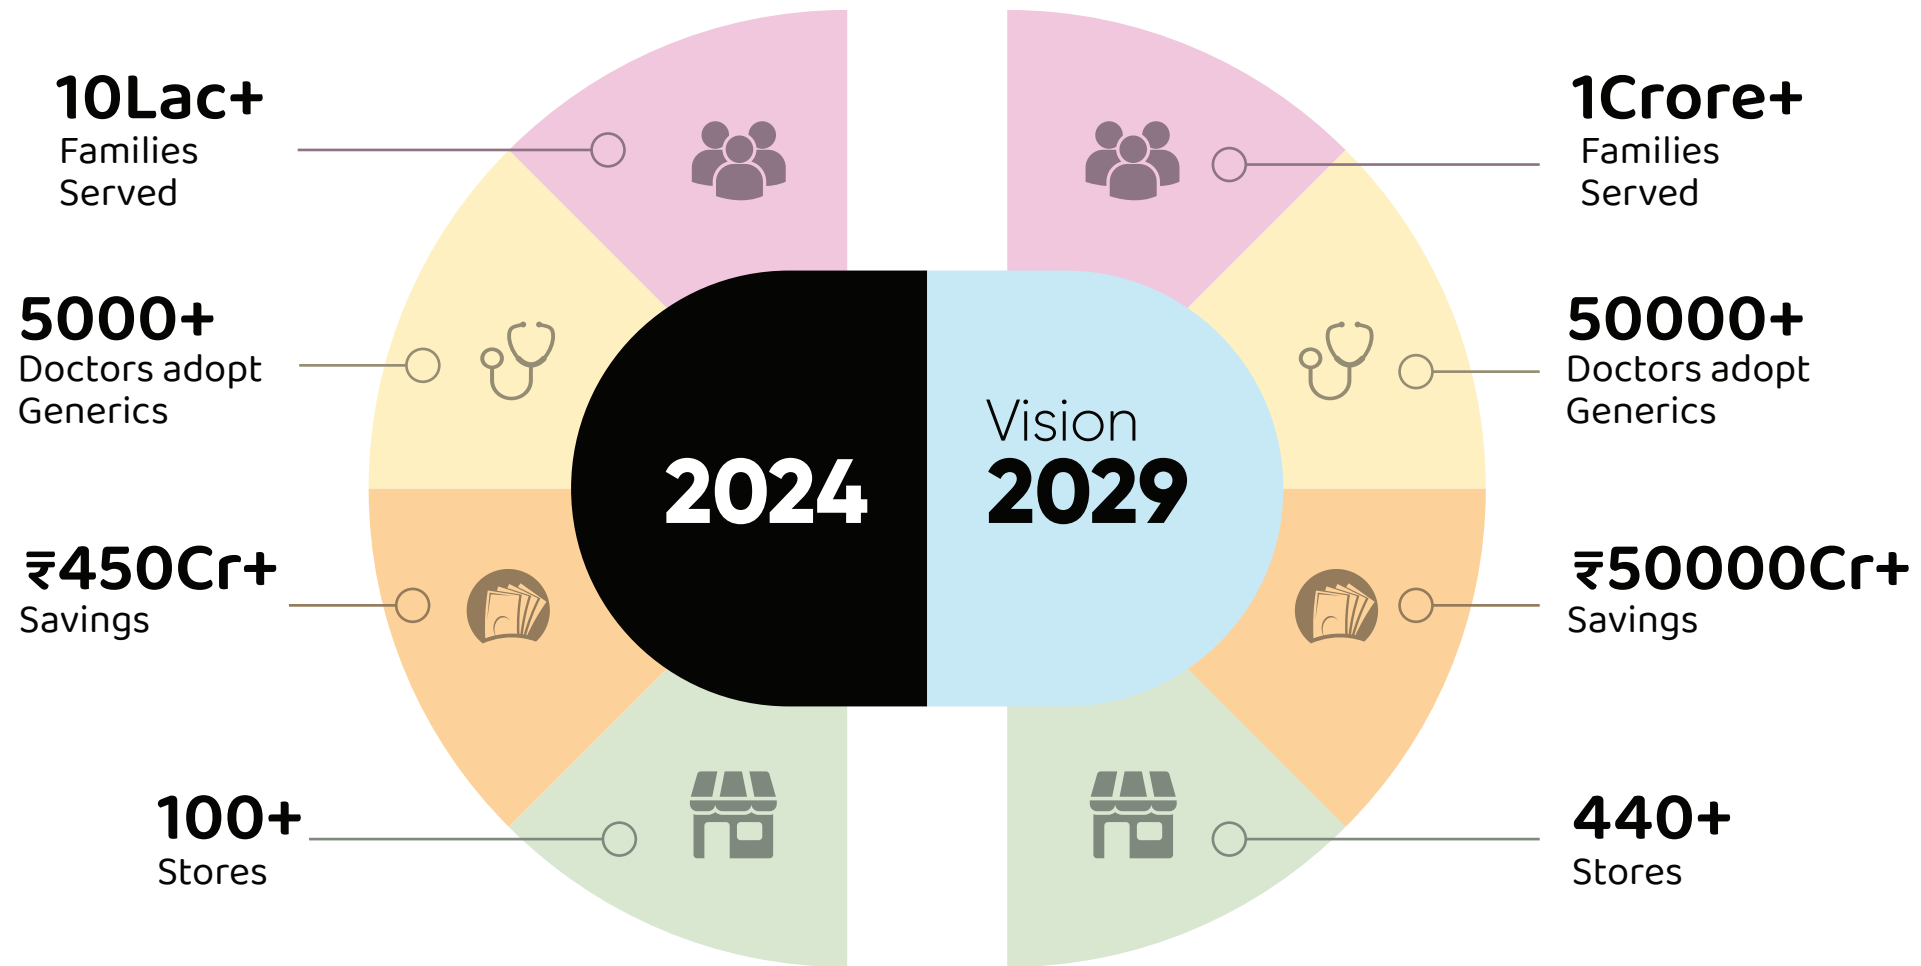 10Lac+
Families
Served
5000+
Doctors adopt
Generics
₹450Cr+
Savings
100+
Stores
2024
Vision
2029
1Crore+
Families
Served
50000+
Doctors adopt
Generics
₹50000Cr+
Savings
440+
Stores